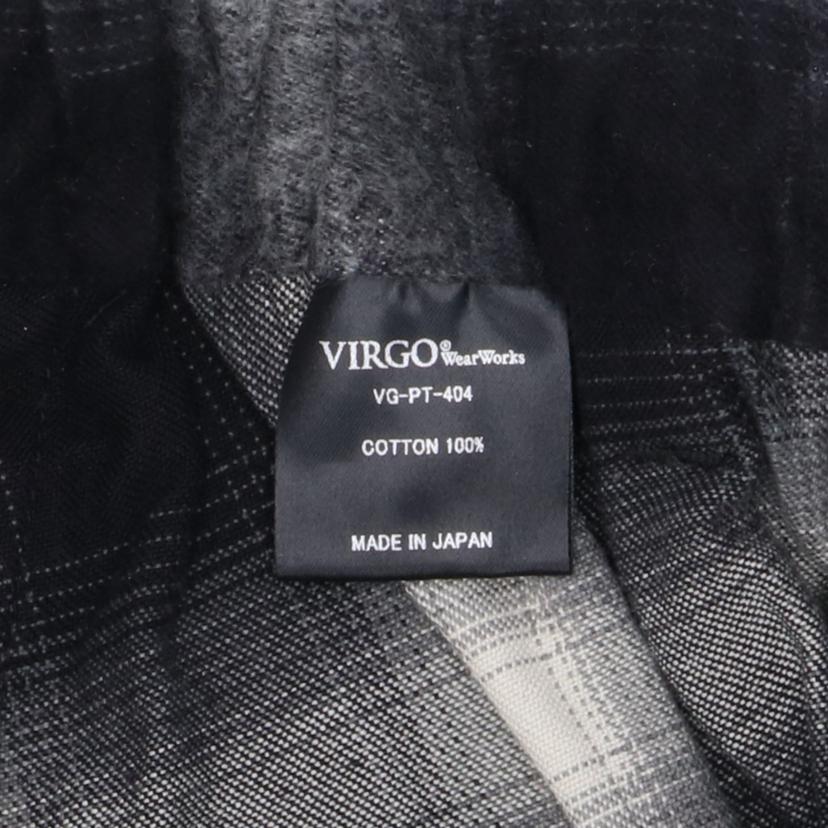 VIRGO® WearWorks
VG-PT-404
COTTON 100%
MADE IN JAPAN